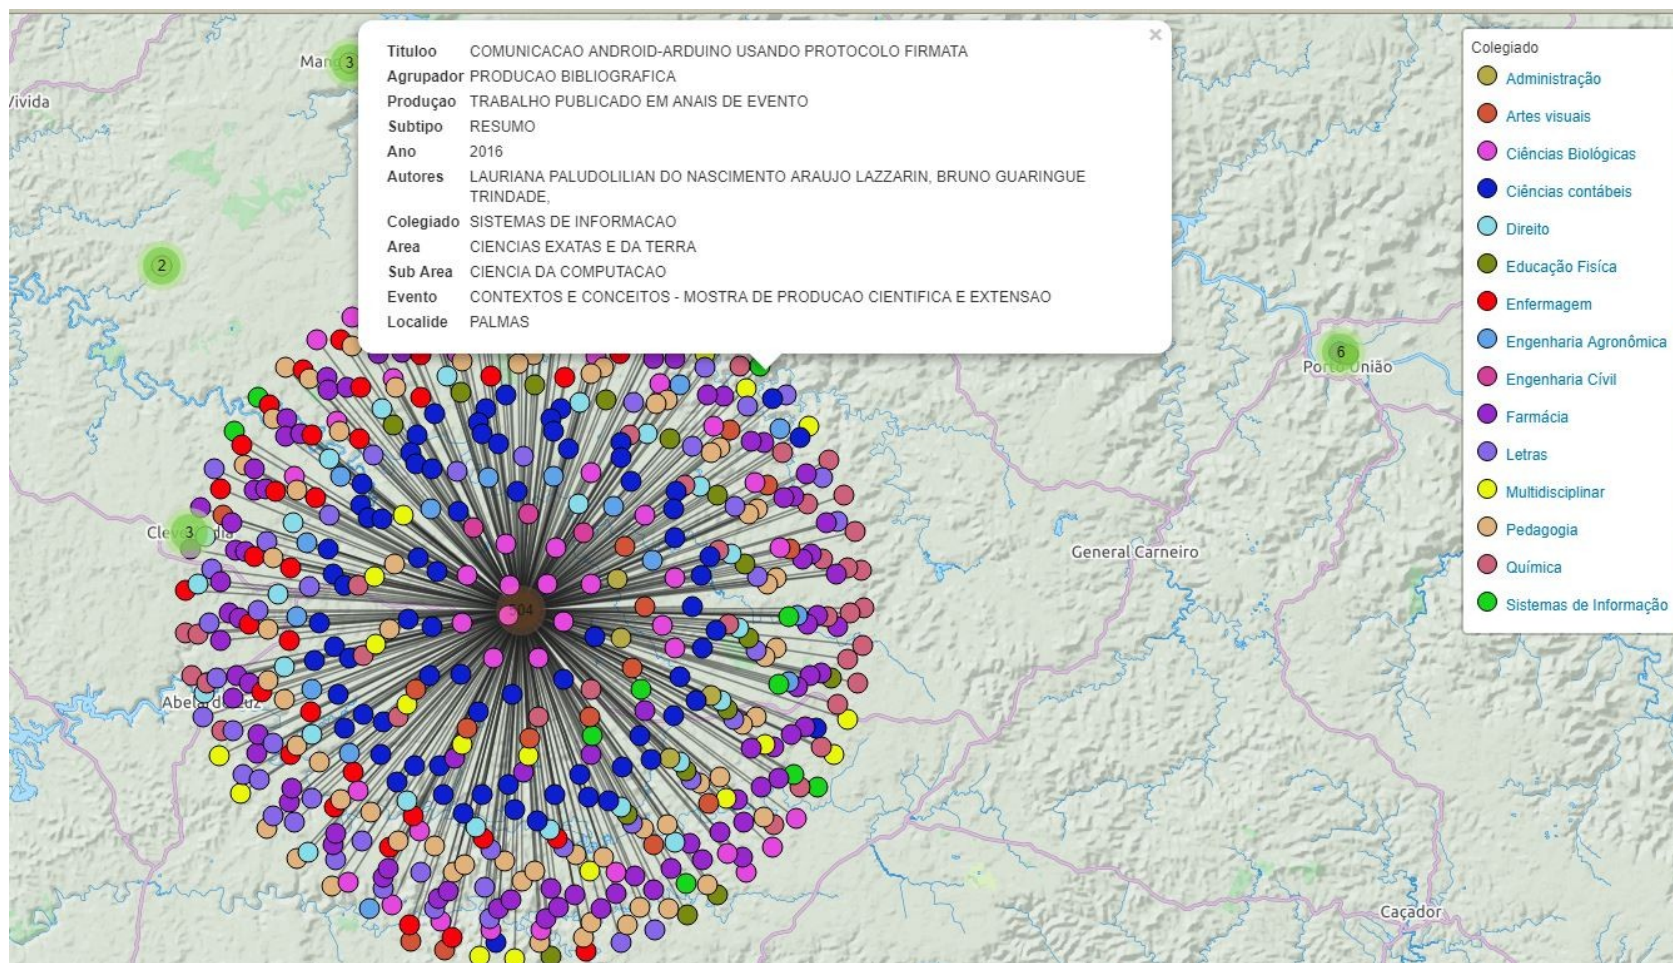 Tituloo COMUNICACAO ANDROID-ARDUINO USANDO PROTOCOLO FIRMATA
Agrupador PRODUCAO BIBLIOGRAFICA
Produçao TRABALHO PUBLICADO EM ANAIS DE EVENTO
Subtipo RESUMO
Ano 2016
Autores LAURIANA PALUDOLILIAN DO NASCIMENTO ARAUJO LAZZARIN, BRUNO GUARINGUE
TRINDADE,
Colegiado SISTEMAS DE INFORMACAO
Area CIENCIAS EXATAS E DA TERRA
Sub Area CIENCIA DA COMPUTACAO
Evento CONTEXTOS E CONCEITOS - MOSTRA DE PRODUCAO CIENTIFICA E EXTENSAO
Localide PALMAS
×
Colegiado
Administração
Artes visuais
Ciências Biológicas
Ciências contábeis
Direito
Educação Fisíca
Enfermagem
Engenharia Agronômica
Engenharia Cívil
Farmácia
Letras
Multidisciplinar
Pedagogia
Química
Sistemas de Informação
3
2
6
3
General Carneiro
Caçador